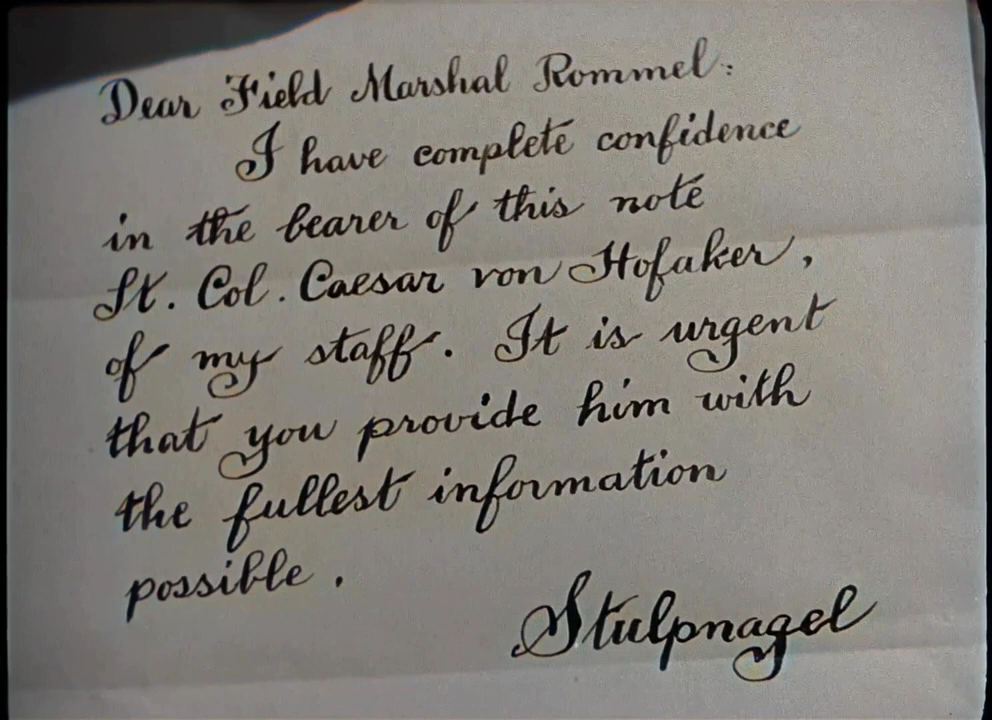 Dear Field Marshal Rommel:
I have complete confidence
in the bearer of this note
Lt. Col. Caesar von Hofaker,
of my staff. It is urgent
that you provide him with
the fullest information
possible.
Stulpnagel